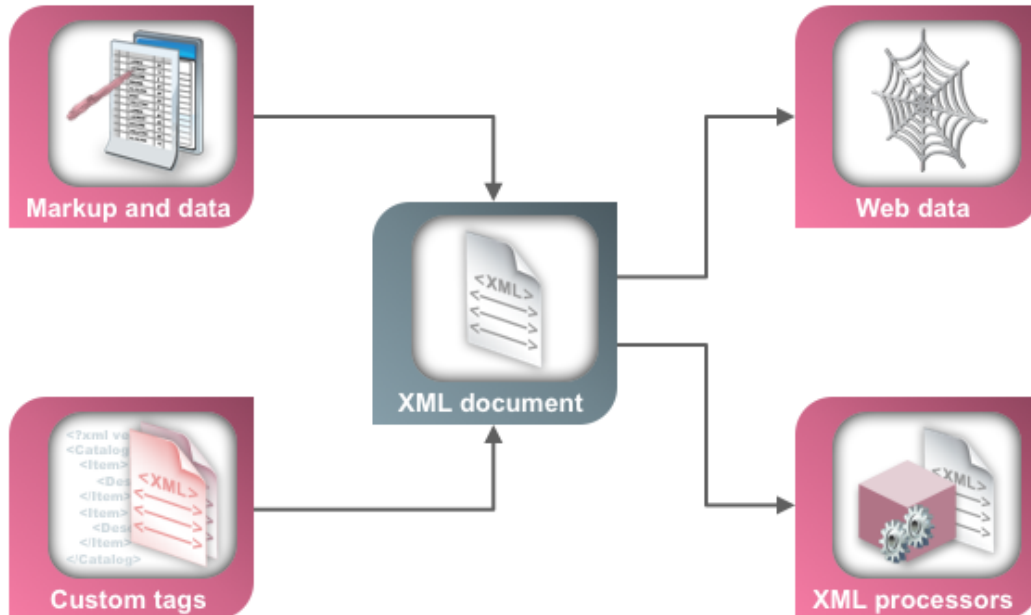 Markup and data
Web data
<XML>
XML document
<?xml ve
<Catalog
<Item>
<Des
</Item>
<Item>
<Desc
</Item>
</Catalog>
<XML>
Custom tags
<XML>
XML processors